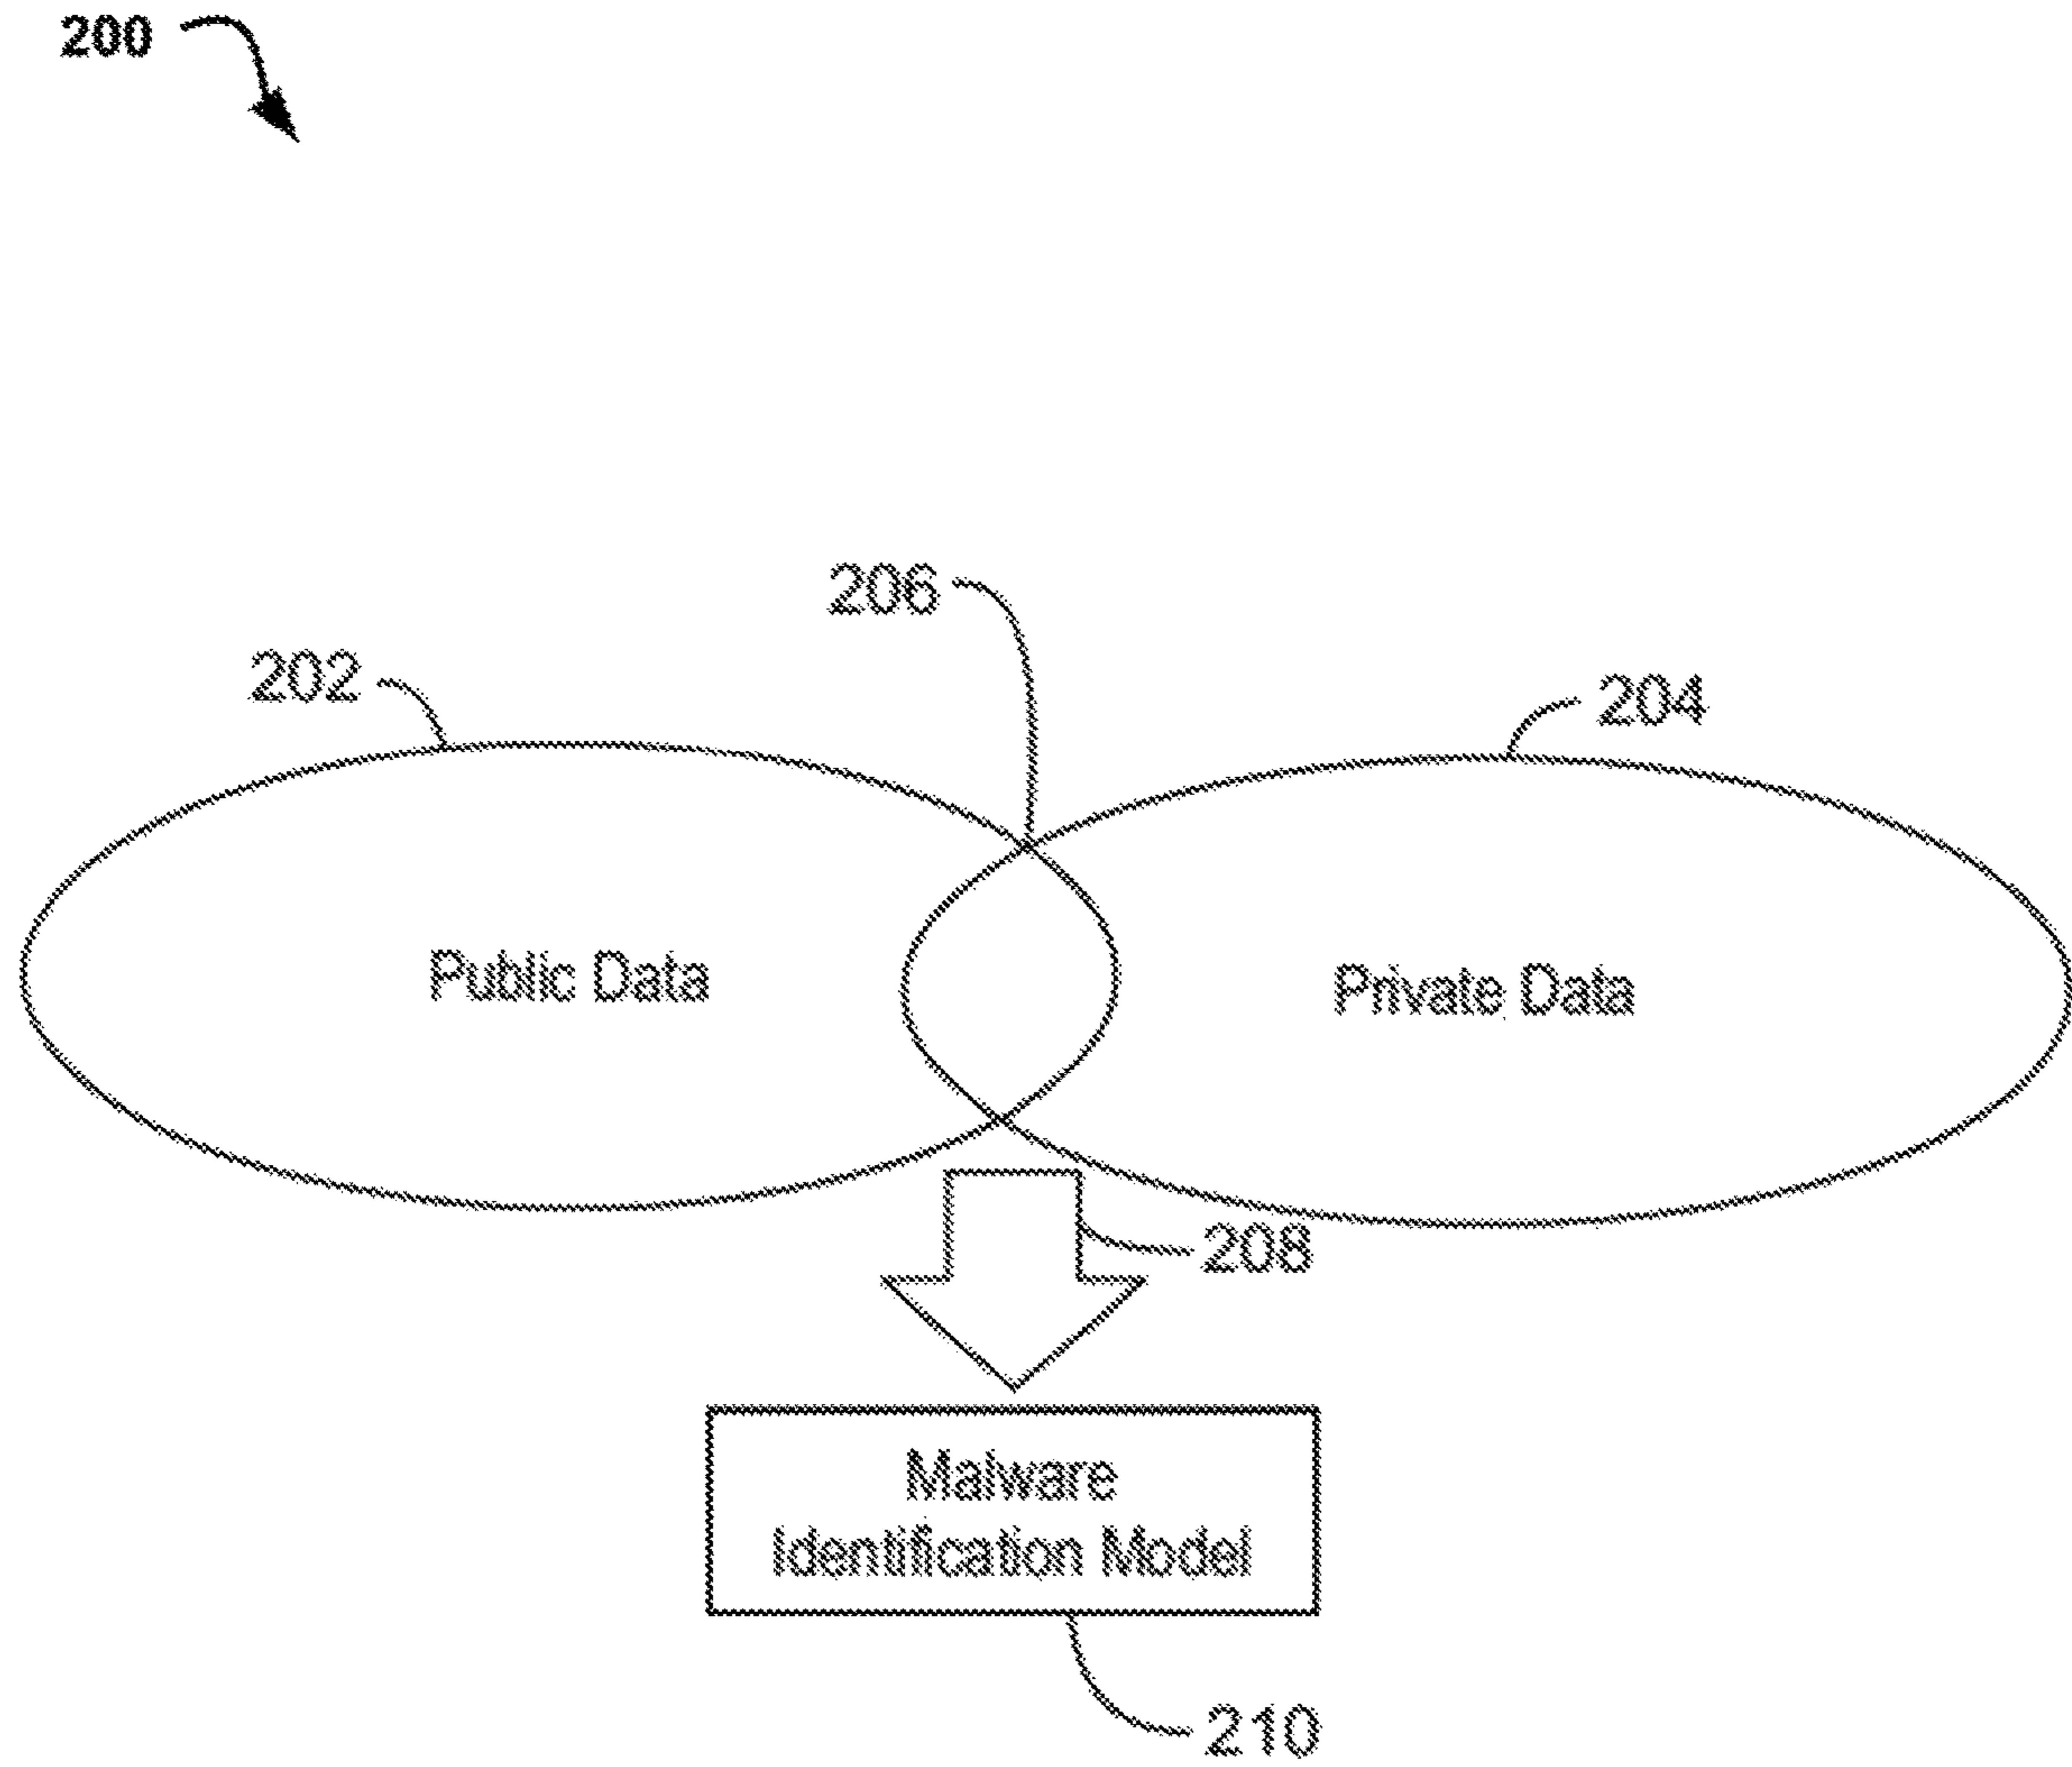 200
206
202
204
Public Data
Private Data
208
Malware
Identification Model
210